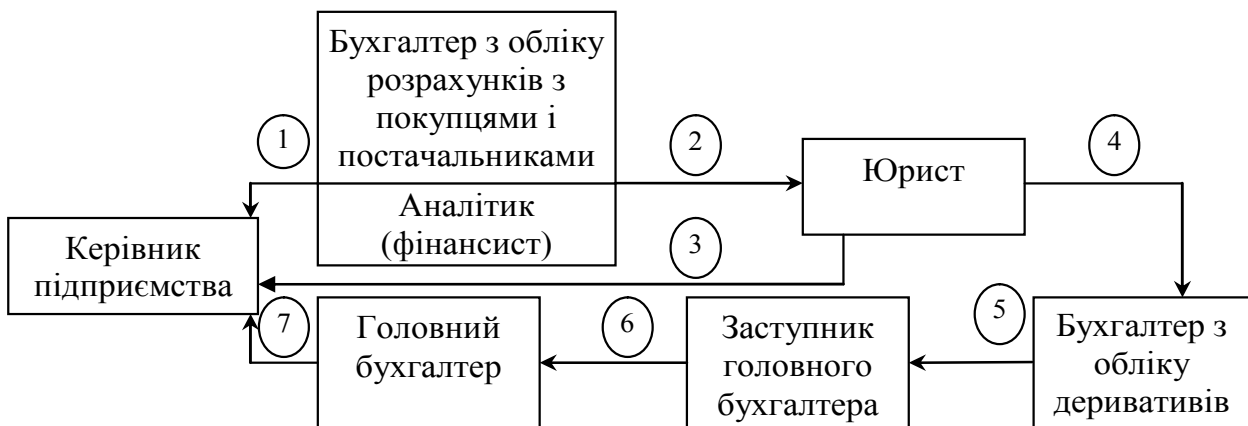 Бухгалтер з обліку
розрахунків з
покупцями і
постачальниками
1
2
4
Юрист
Аналітик
(фінансист)
3
Керівник
підприємства
7
Головний
бухгалтер
6
Заступник
головного
бухгалтера
5
Бухгалтер з
обліку
деривативів